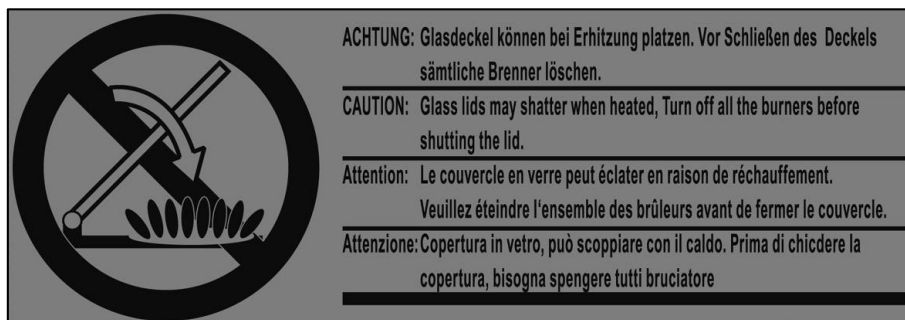 ACHTUNG: Glasdeckel können bei Erhitzung platzen. Vor Schließen des Deckels
sämtliche Brenner löschen.
CAUTION: Glass lids may shatter when heated, Turn off all the burners before
shutting the lid.
Attention: Le couvercle en verre peut éclater en raison de réchauffement.
Veuillez éteindre l'ensemble des brûleurs avant de fermer le couvercle.
Attenzione: Copertura in vetro, può scoppiare con il caldo. Prima di chicdere la
copertura, bisogna spengere tutti bruciatore